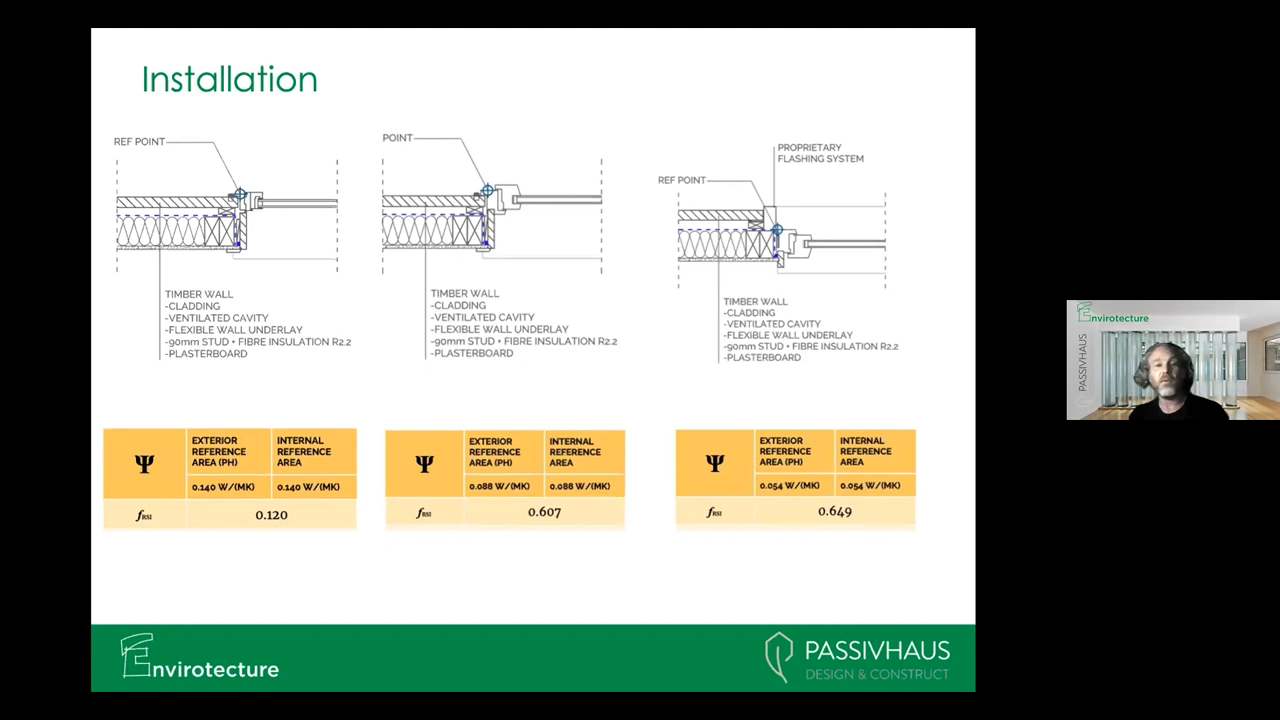 Installation
REF POINT
TIMBER WALL
-CLADDING
-VENTILATED CAVITY
-FLEXIBLE WALL UNDERLAY
-90mm STUD + FIBRE INSULATION R2.2
-PLASTERBOARD
POINT
TIMBER WALL
-CLADDING
-VENTILATED CAVITY
-FLEXIBLE WALL UNDERLAY
-90mm STUD + FIBRE INSULATION R2.2
-PLASTERBOARD
PROPRIETARY
FLASHING SYSTEM
REF POINT
TIMBER WALL
-CLADDING
-VENTILATED CAVITY
-FLEXIBLE WALL UNDERLAY
-90mm STUD + FIBRE INSULATION R2.2
-PLASTERBOARD
Ψ
EXTERIOR
REFERENCE
AREA (PH)
INTERNAL
REFERENCE
AREA
0.140 W/(MK)
0.140 W/(MK)
fRSI
0.120
Ψ
EXTERIOR
REFERENCE
AREA (PH)
INTERNAL
REFERENCE
AREA
0.088 W/(MK)
0.088 W/(MK)
fRSI
0.607
Ψ
EXTERIOR
REFERENCE
AREA (PH)
INTERNAL
REFERENCE
AREA
0.054 W/(MK)
0.054 W/(MK)
fRSI
0.649
Envirotecture
PASSIVHAUS
DESIGN & CONSTRUCT
Envirotecture
PASSIVHAUS